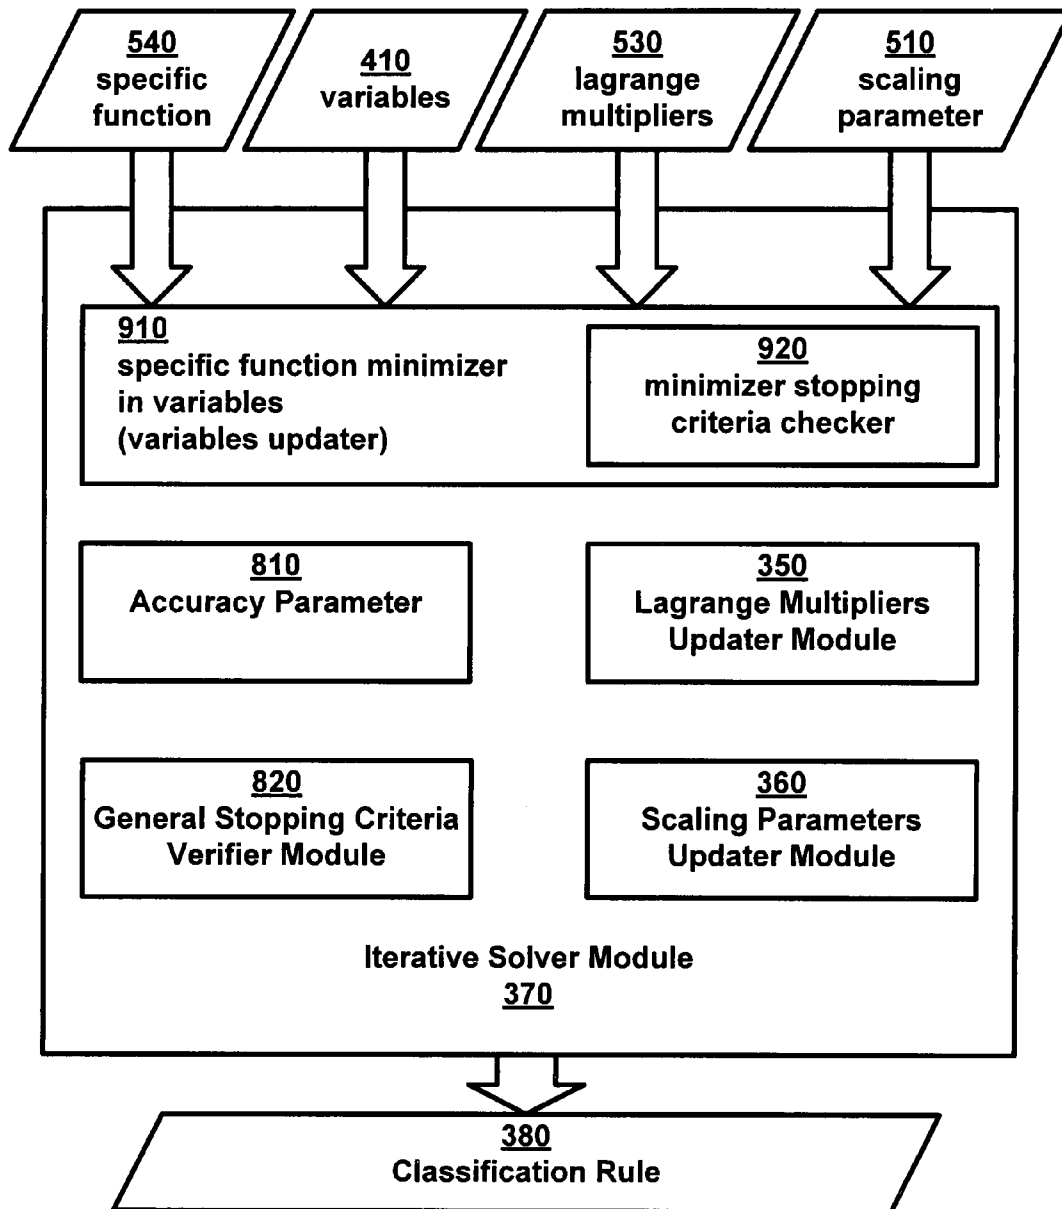 540
specific
function
410
variables
530
lagrange
multipliers
510
scaling
parameter
910
specific function minimizer
in variables
(variables updater)
920
minimizer stopping
criteria checker
810
Accuracy Parameter
350
Lagrange Multipliers
Updater Module
820
General Stopping Criteria
Verifier Module
360
Scaling Parameters
Updater Module
Iterative Solver Module
370
380
Classification Rule